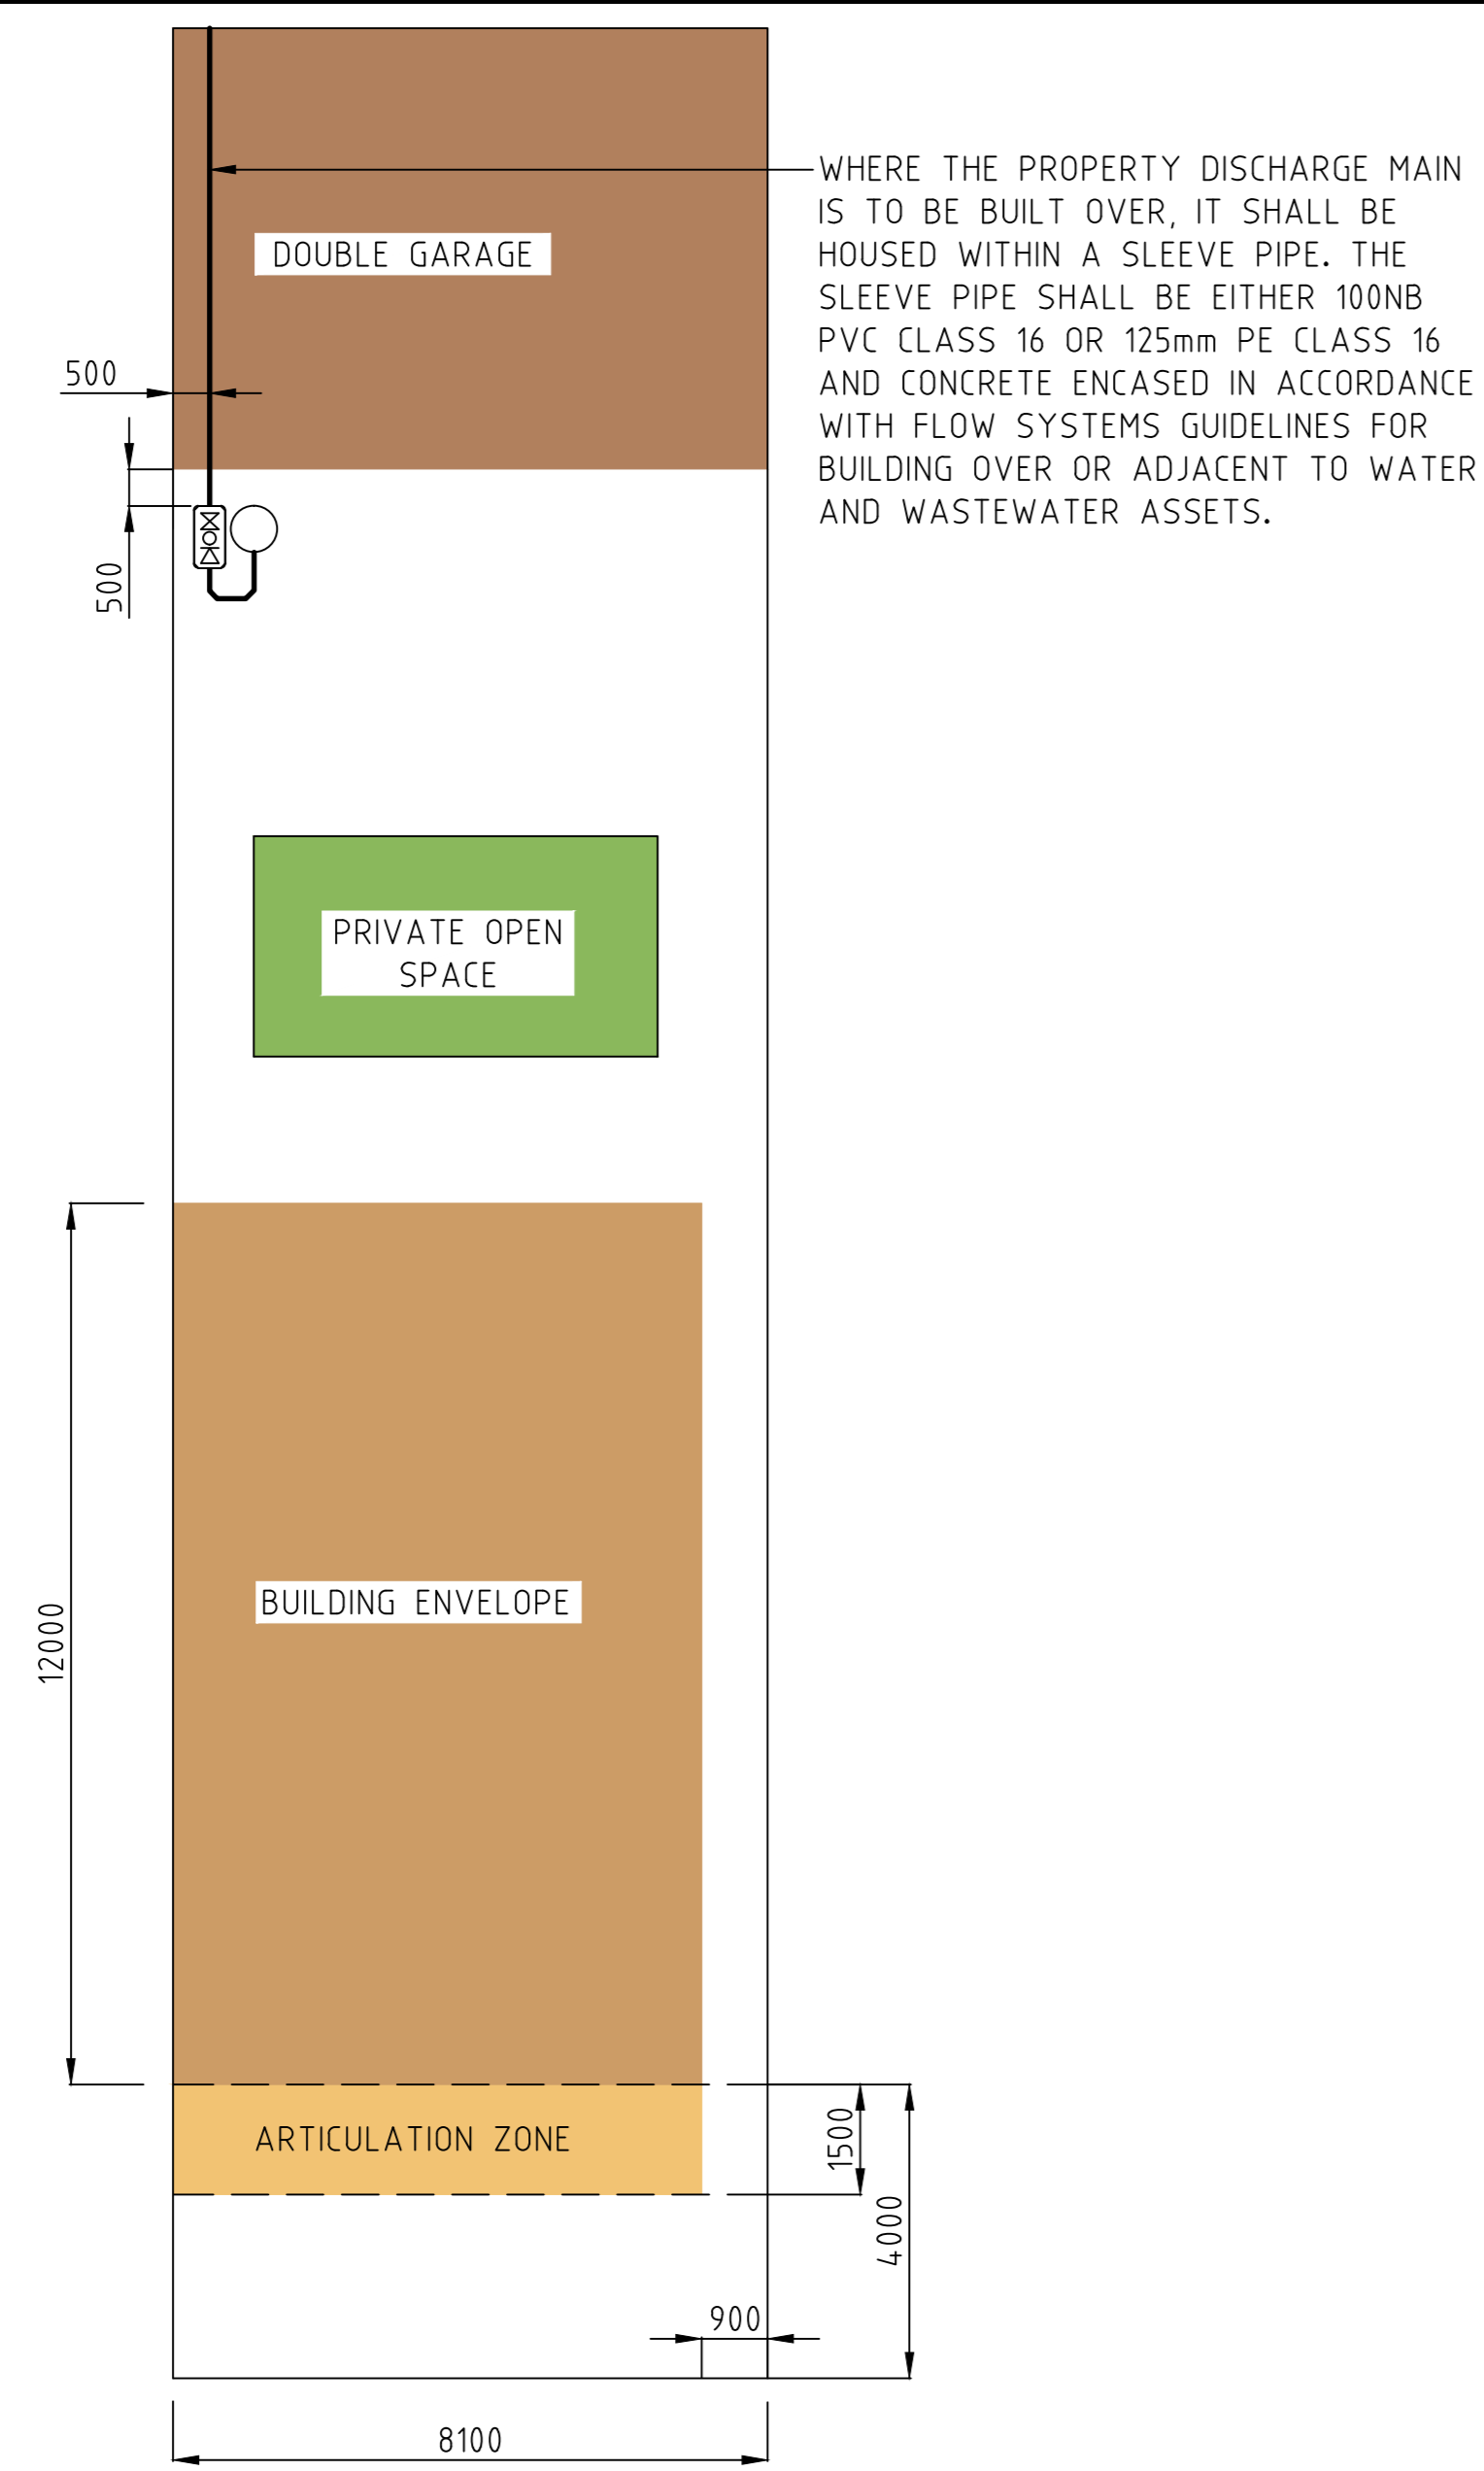 WHERE THE PROPERTY DISCHARGE MAIN
IS TO BE BUILT OVER, IT SHALL BE
HOUSED WITHIN A SLEEVE PIPE. THE
SLEEVE PIPE SHALL BE EITHER 100NB
PVC CLASS 16 OR 125mm PE CLASS 16
AND CONCRETE ENCASED IN ACCORDANCE
WITH FLOW SYSTEMS GUIDELINES FOR
BUILDING OVER OR ADJACENT TO WATER
AND WASTEWATER ASSETS.
DOUBLE GARAGE
500
500
PRIVATE OPEN
SPACE
BUILDING ENVELOPE
12000
ARTICULATION ZONE
1500
4000
900
8100